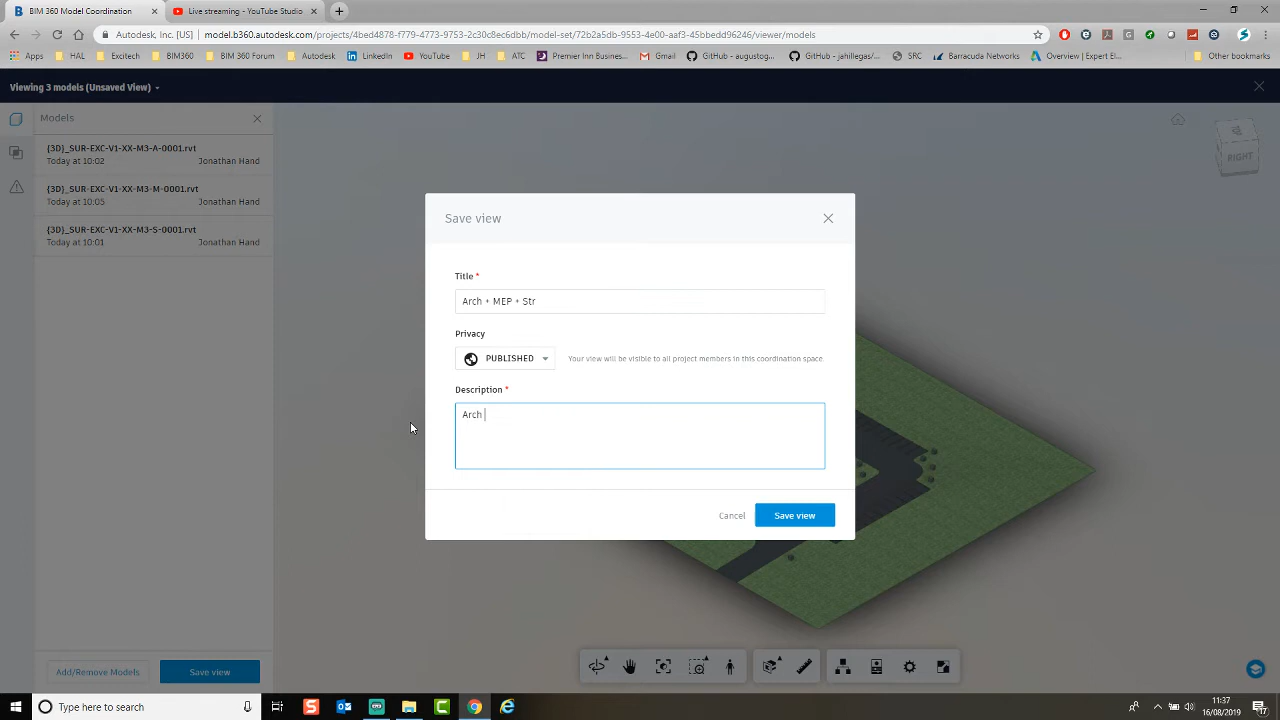 BIM 360 Model Coordination
Live streaming - YouTube Studio
Autodesk, Inc. [US] | model.b360.autodesk.com/projects/4be14878-f779-4773-9753-2c30c8ec6dbb/model-set/72b2a5db-9553-4e00-aaf3-45bbedd96246/viewer/models
Apps
HAL
Emticon
BIM360
BIM 360 Forum
Autodesk
LinkedIn
YouTube
JH
ATC
Premier Inn Busines...
Gmail
GitHub - augustog...
GitHub - jahillegas/...
SRC
Barracuda Networks
Overview | Expert El...
Other bookmarks
Viewing 3 models (Unsaved View)
Models
{3D}_SUR-EXC-V1-XX-M3-A-0001.rvt
Today at 10:02 Jonathan Hand
{3D}_SUR-EXC-V1-XX-M3-M-0001.rvt
Today at 10:05 Jonathan Hand
{3D}_SUR-EXC-V1-XX-M3-S-0001.rvt
Today at 10:01 Jonathan Hand
RIGHT
Save view
Title *
Arch + MEP + Str
Privacy
PUBLISHED
Your view will be visible to all project members in this coordination space.
Description *
Arch
Cancel
Save view
Add/Remove Models
Save view
Type here to search
11:37
16/08/2019